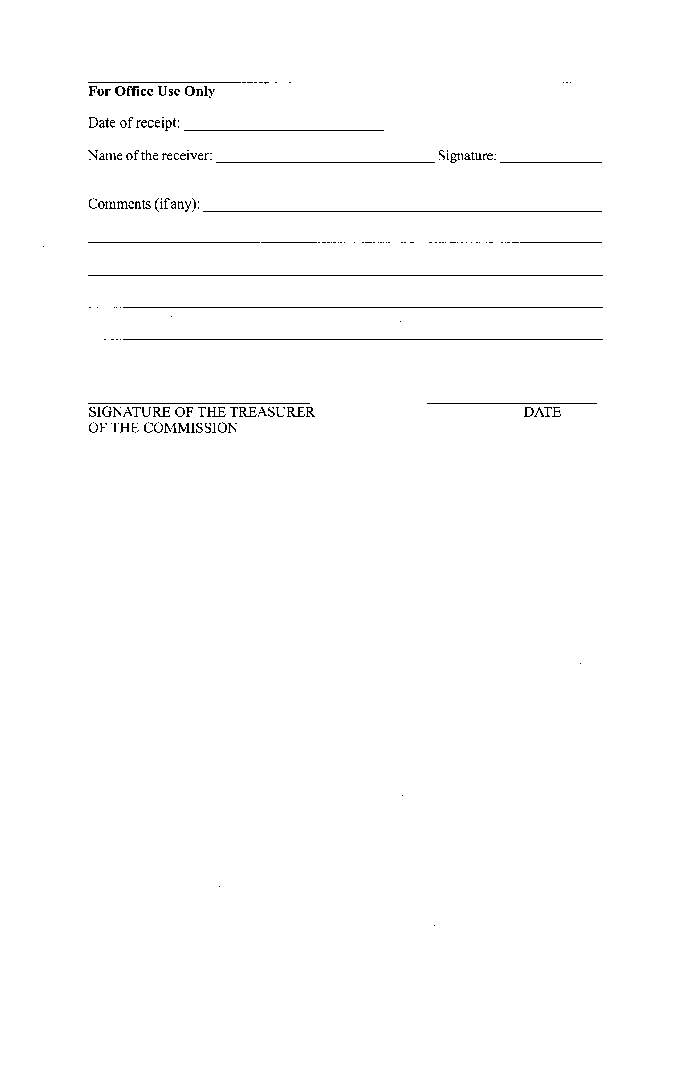 For Office Use Only
Date of receipt:
Name of the receiver: Signature:
Comments (if any):
SIGNATURE OF THE TREASURER DATE
OF THE COMMISSION